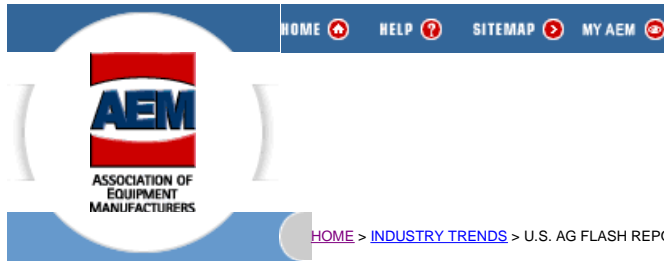 HOME HELP SITEMAP MY AEM
AEM
ASSOCIATION OF
EQUIPMENT
MANUFACTURERS
HOME > INDUSTRY TRENDS > U.S. AG FLASH REPO